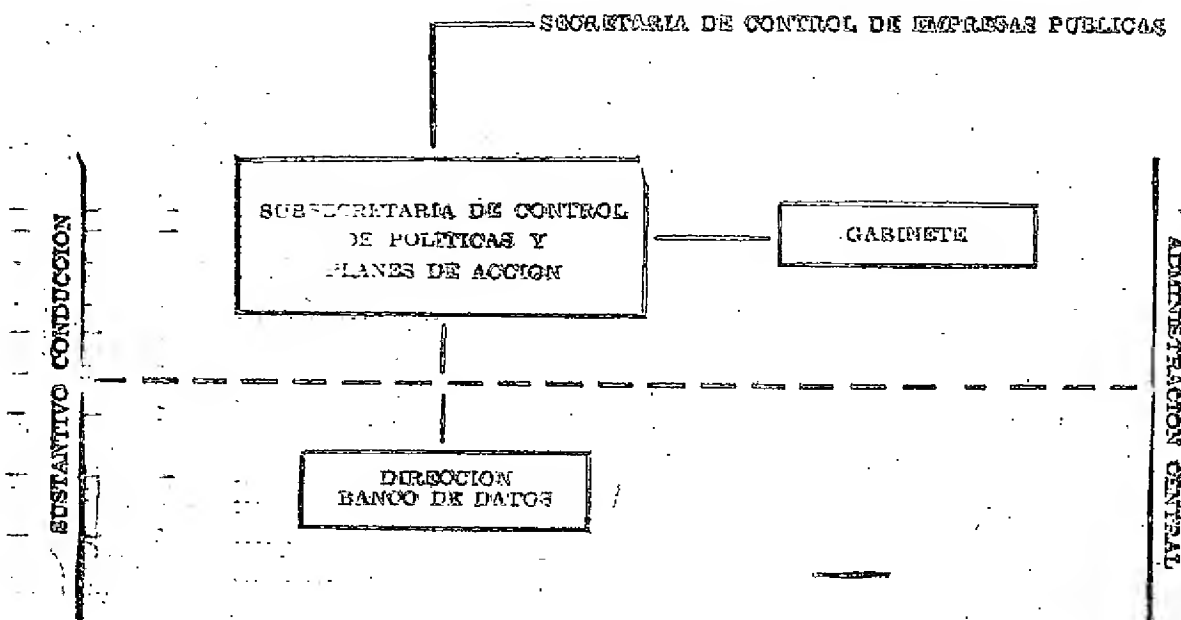 SECRETARIA DE CONTROL DE EMPRESAS PUBLICAS
SUBSECRETARIA DE CONTROL
DE POLITICAS Y
PLANES DE ACCION
GABINETE
CONDUCCION
SUSTANTIVO
ADMINISTRACION CENTRAL
DIRECCION
BANCO DE DATOS